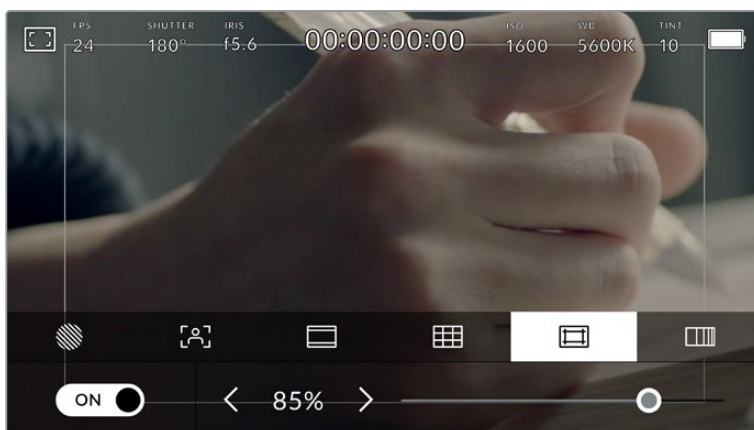 FPS SHUTTER IRIS ISO WB TINT
24 180° f5.6 00:00:00:00 1600 5600K 10
ON 85%